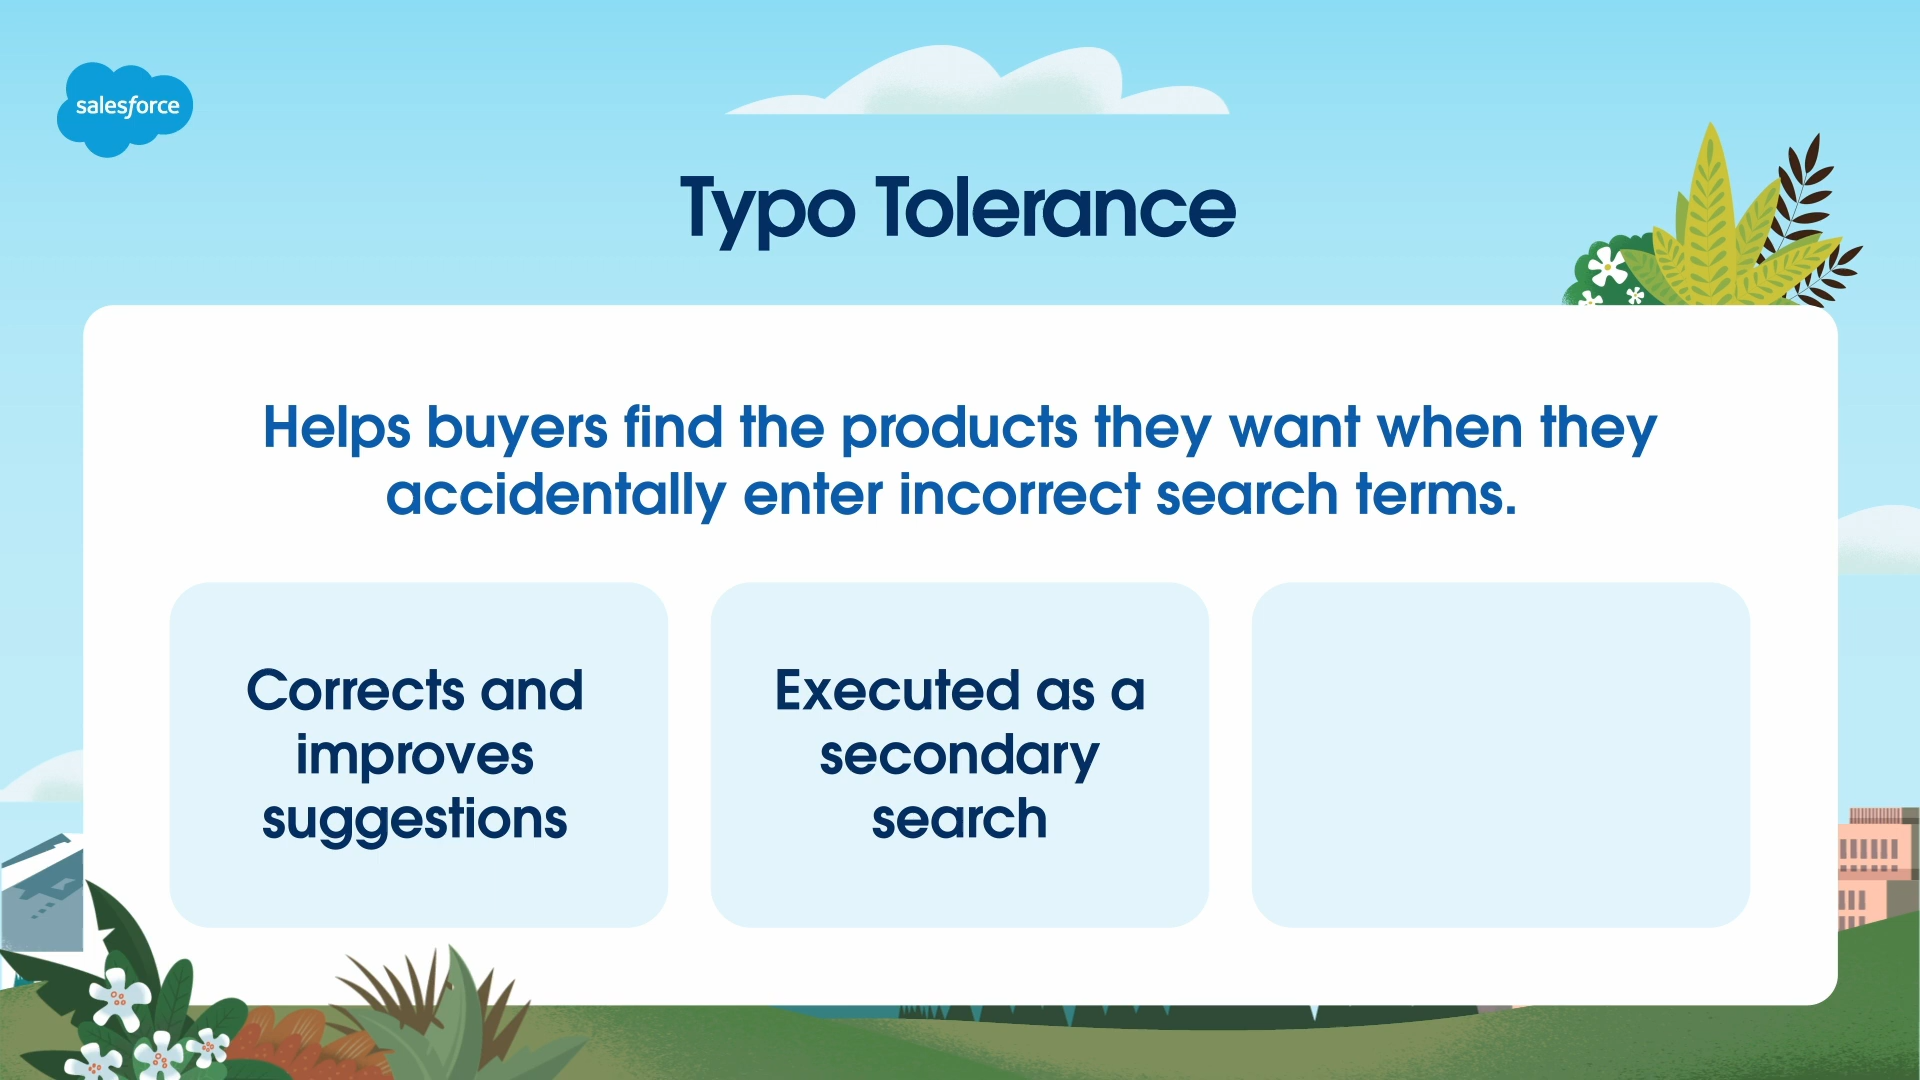 salesforce
Typo Tolerance
Helps buyers find the products they want when they
accidentally enter incorrect search terms.
Corrects and
improves
suggestions
Executed as a
secondary
search